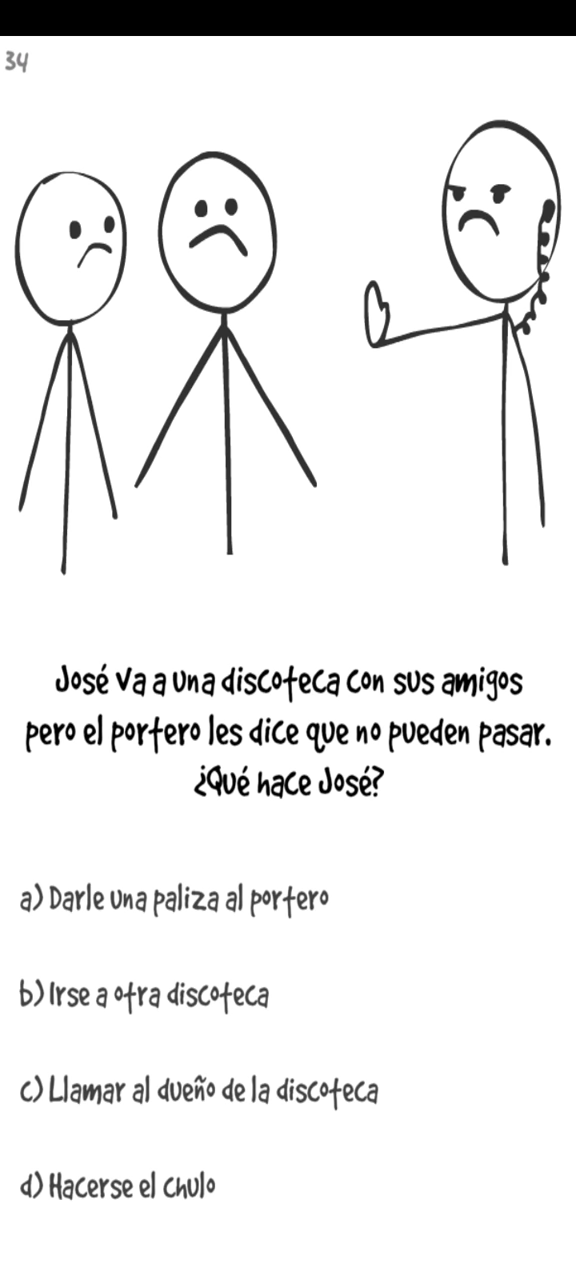 34
José va a una discoteca con sus amigos
pero el portero les dice que no pueden pasar.
¿Qué hace José?
a) Darle una paliza al portero
b) Irse a otra discoteca
c) Llamar al dueño de la discoteca
d) Hacerse el chulo